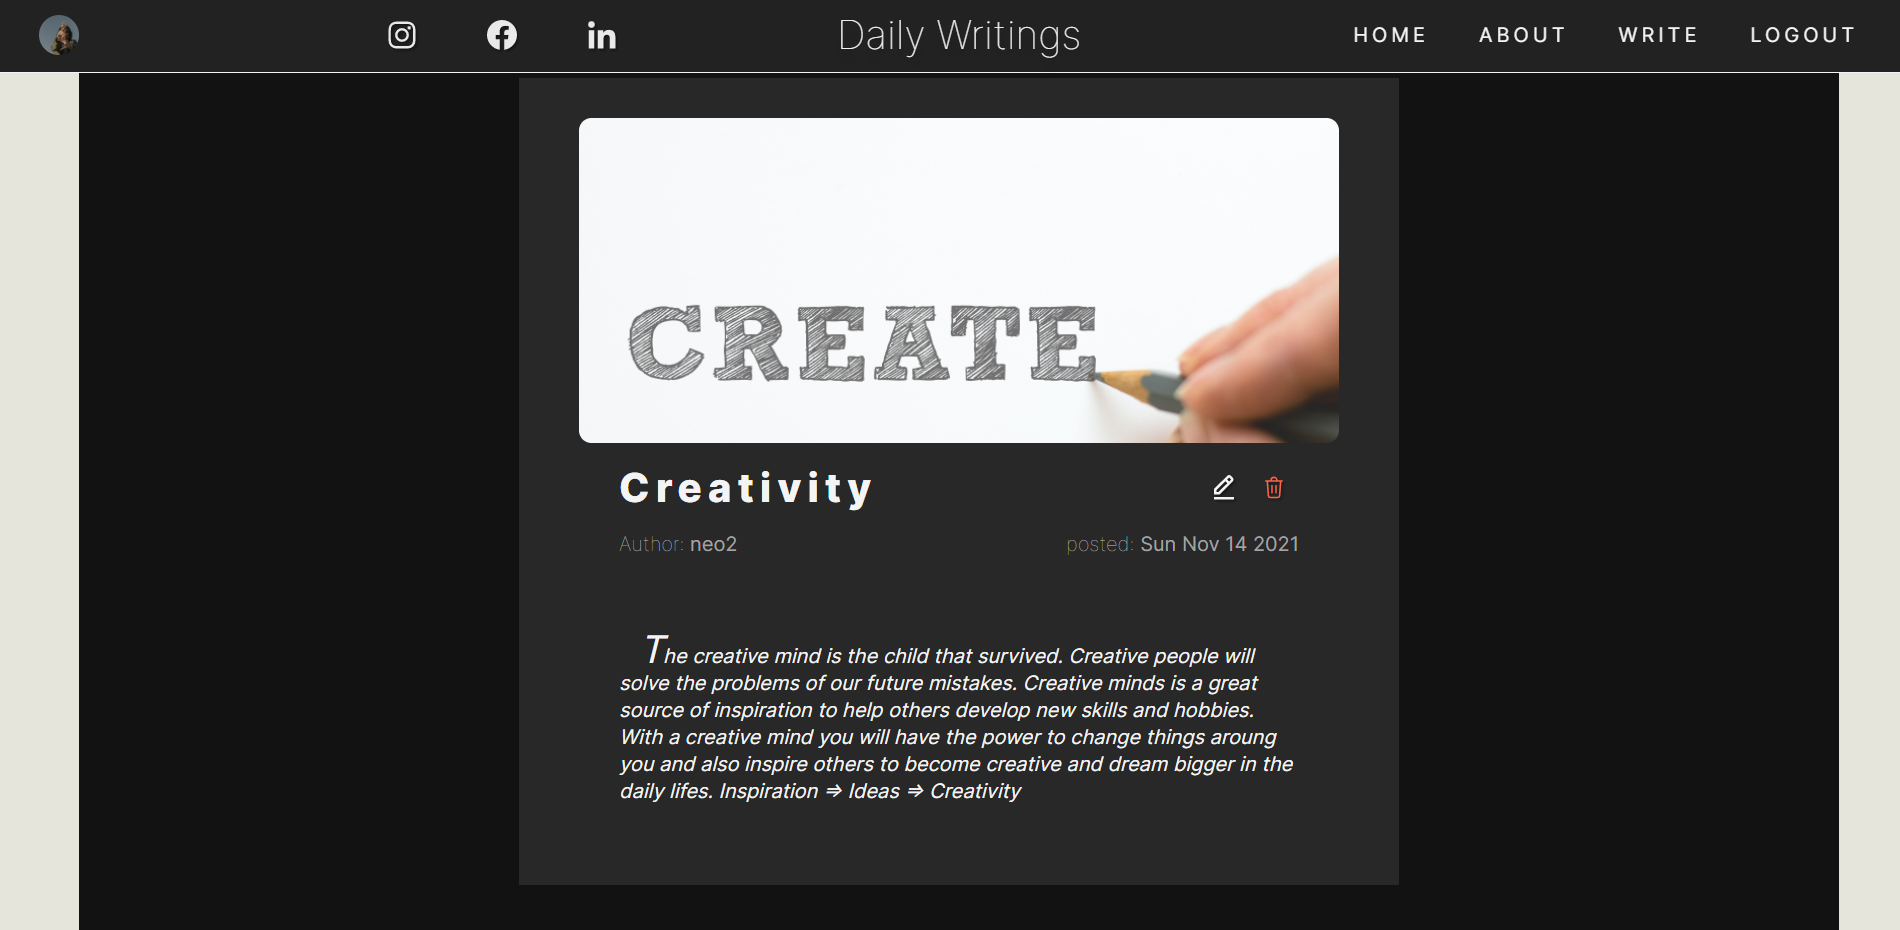 Daily Writings
HOME ABOUT WRITE LOGOUT
CREATE
Creativity
Author: neo2
posted: Sun Nov 14 2021
The creative mind is the child that survived. Creative people will
solve the problems of our future mistakes. Creative minds is a great
source of inspiration to help others develop new skills and hobbies.
With a creative mind you will have the power to change things aroung
you and also inspire others to become creative and dream bigger in the
daily lifes. Inspiration ⇒ Ideas ⇒ Creativity